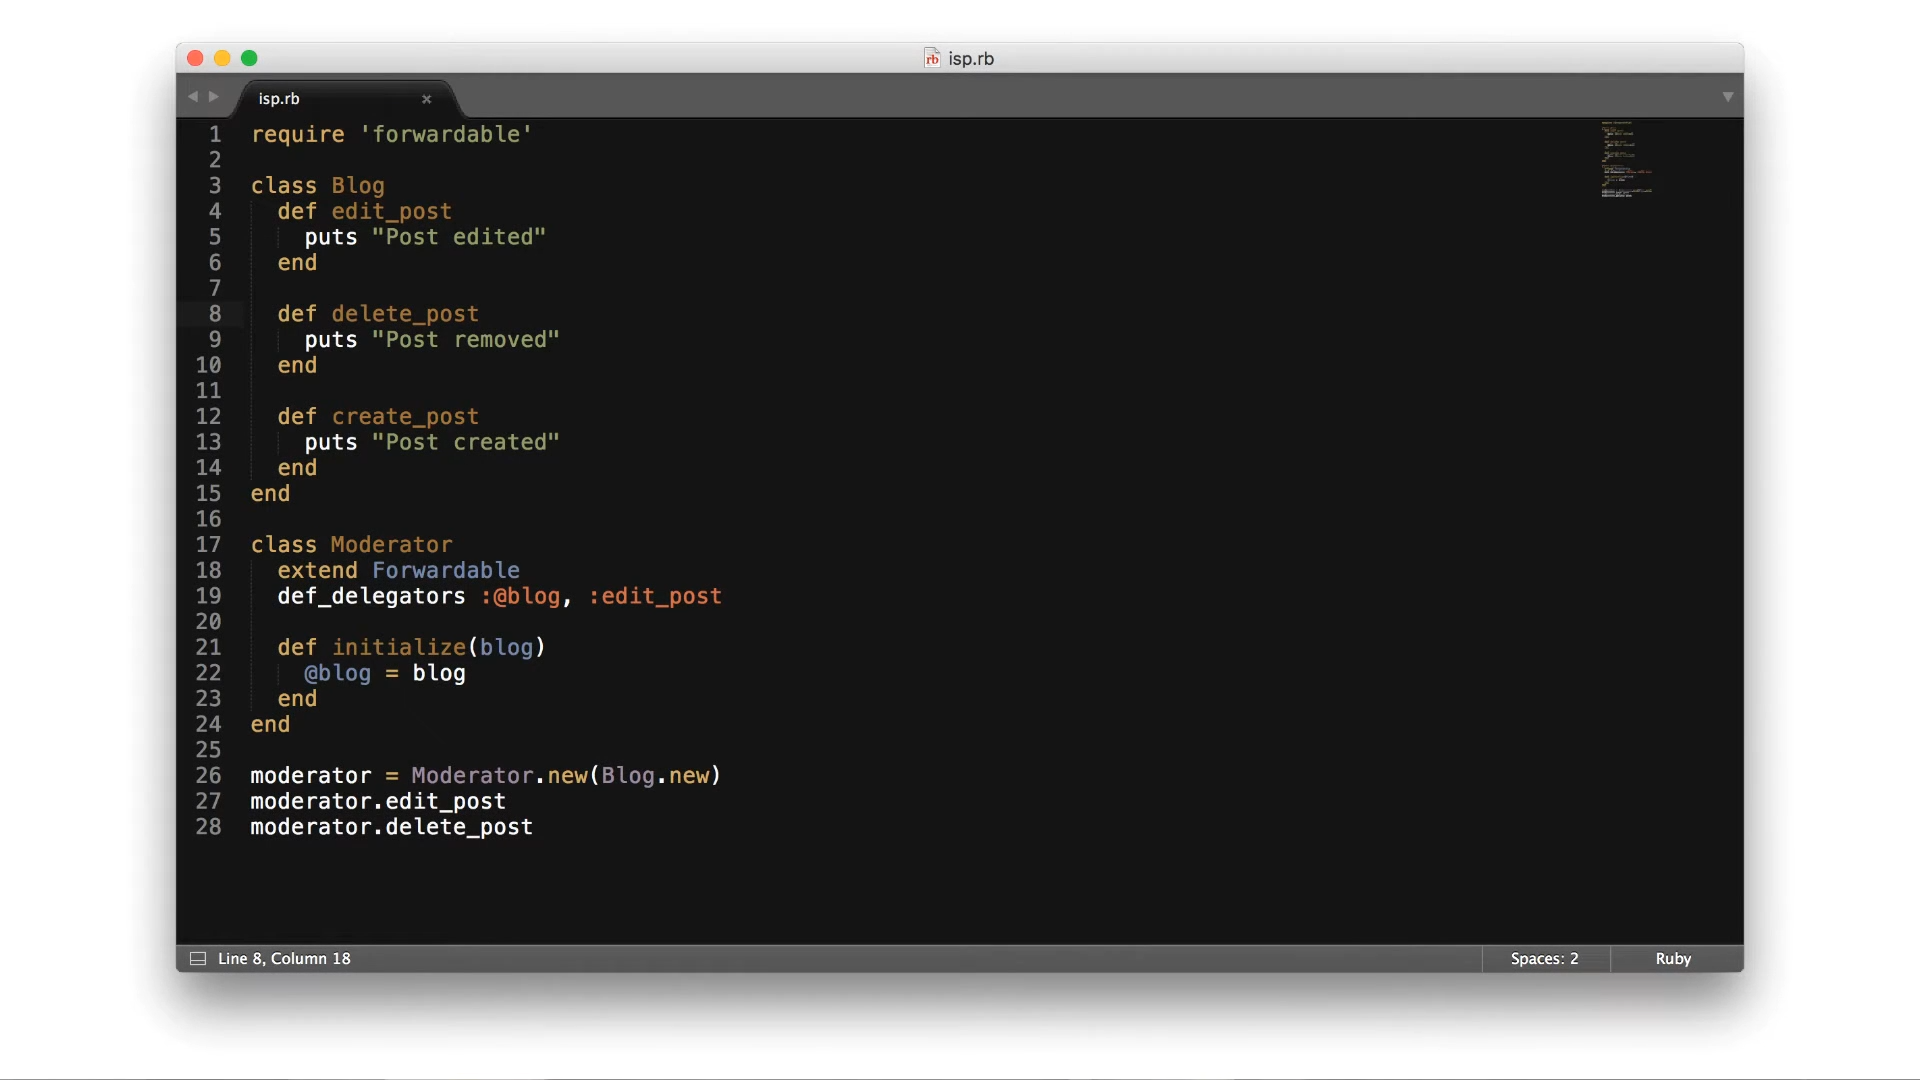 isp.rb
isp.rb
1 require 'forwardable'
2
3 class Blog
4   def edit_post
5     puts "Post edited"
6   end
7
8   def delete_post
9     puts "Post removed"
10   end
11
12   def create_post
13     puts "Post created"
14   end
15 end
16
17 class Moderator
18   extend Forwardable
19   def_delegators :@blog, :edit_post
20
21   def initialize(blog)
22     @blog = blog
23   end
24 end
25
26 moderator = Moderator.new(Blog.new)
27 moderator.edit_post
28 moderator.delete_post
Line 8, Column 18 Spaces: 2 Ruby